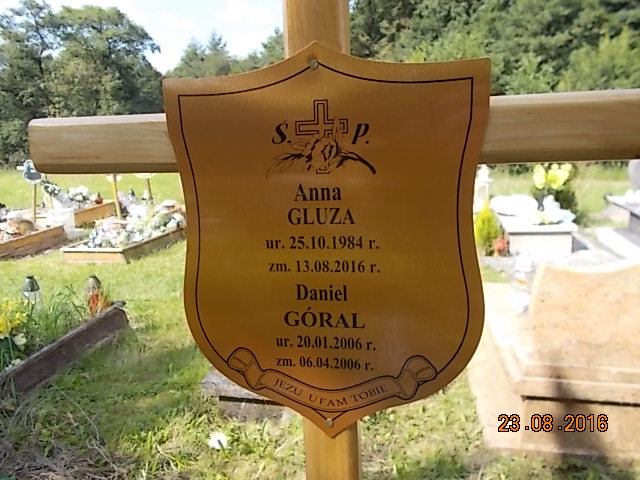 Ś. P.
Anna
GLUZA
ur. 25.10.1984 r.
zm. 13.08.2016 r.
Daniel
GÓRAL
ur. 20.01.2006 r.
zm. 06.04.2006 r.
JEZU UFAM TOBIE
23.08.2016